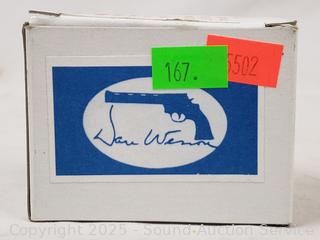 167.
5502
Dan Wesson
Copyright 2025 - Sound Auction Service